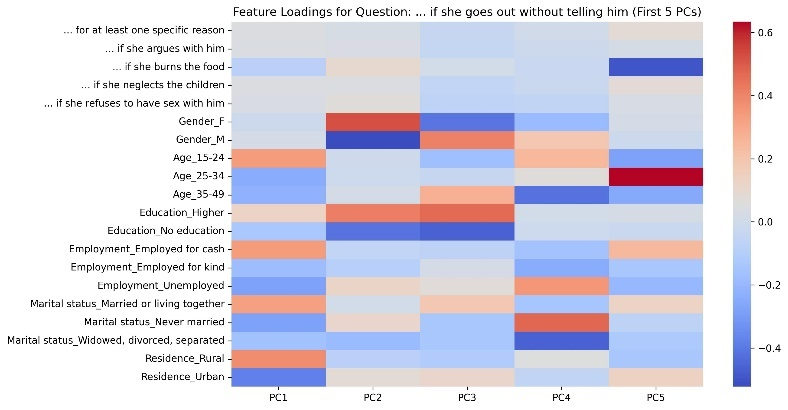 Feature Loadings for Question: ... if she goes out without telling him (First 5 PCs)
... for at least one specific reason
... if she argues with him
... if she burns the food
... if she neglects the children
... if she refuses to have sex with him
Gender_F
Gender_M
Age_15-24
Age_25-34
Age_35-49
Education_Higher
Education_No education
Employment_Employed for cash
Employment_Employed for kind
Employment_Unemployed
Marital status_Married or living together
Marital status_Never married
Marital status_Widowed, divorced, separated
Residence_Rural
Residence_Urban
PC1 PC2 PC3 PC4 PC5
0.6
0.4
0.2
0.0
−0.2
−0.4